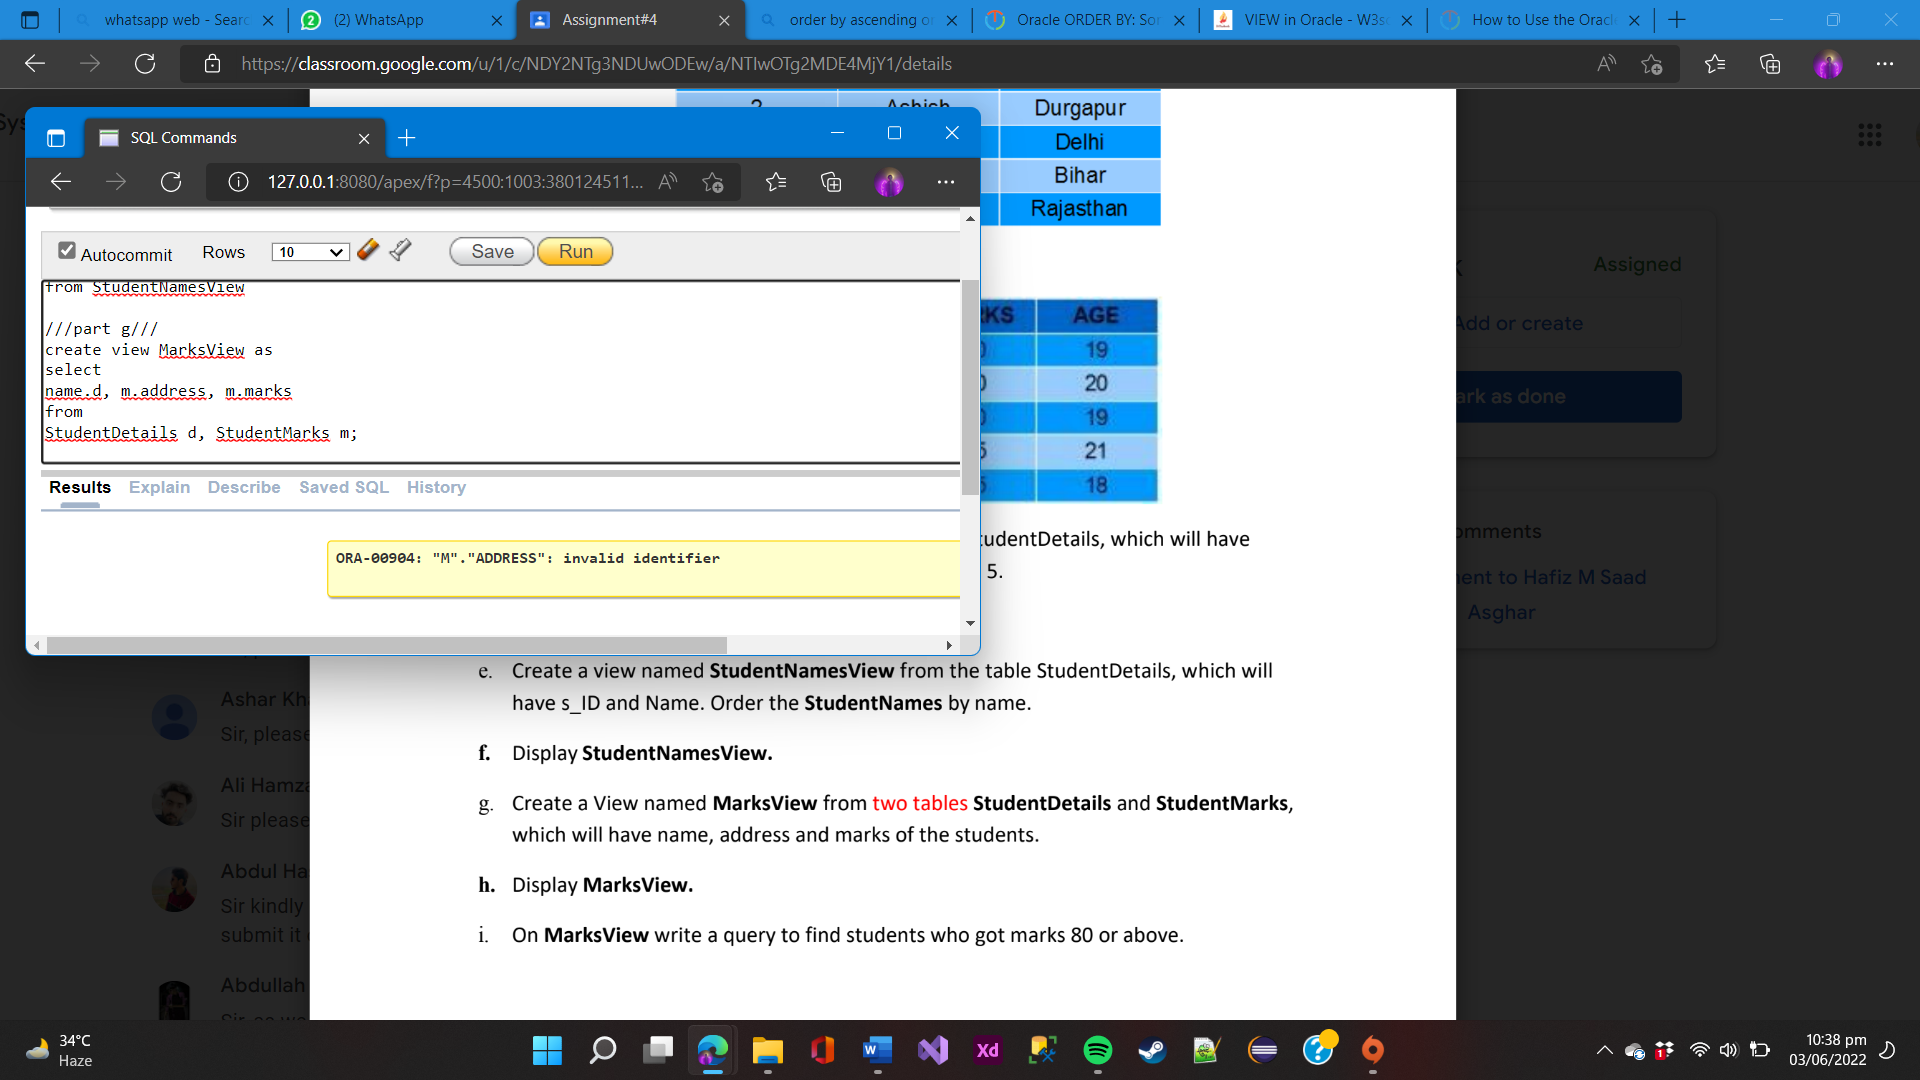 whatsapp web - Searc
(2) WhatsApp
Assignment#4
order by ascending o
Oracle ORDER BY: Sor
VIEW in Oracle - W3s
How to Use the Oracl
https://classroom.google.com/u/1/c/NDY2NTg3NDUwODEw/a/NTIwOTg2MDE4MjY1/details
2 Ashish Durgapur
Delhi
Bihar
Rajasthan
SQL Commands
127.0.0.1:8080/apex/f?p=4500:1003:380124511...
Autocommit Rows 10 Save Run
from StudentNamesView
///part g///
create view MarksView as
select
name.d, m.address, m.marks
from
StudentDetails d, StudentMarks m;
Results Explain Describe Saved SQL History
ORA-00904: "M"."ADDRESS": invalid identifier
RKS AGE
19
20
19
21
18
Assigned
Add or create
ark as done
omments
ent to Hafiz M Saad
Asghar
tudentDetails, which will have
5.
e. Create a view named StudentNamesView from the table StudentDetails, which will
have s_ID and Name. Order the StudentNames by name.
f. Display StudentNamesView.
g. Create a View named MarksView from two tables StudentDetails and StudentMarks,
which will have name, address and marks of the students.
h. Display MarksView.
i. On MarksView write a query to find students who got marks 80 or above.
Ashar Kha
Sir, please
Ali Hamza
Sir please
Abdul Ha
Sir kindly
submit it
Abdullah
34°C
Haze
10:38 pm
03/06/2022